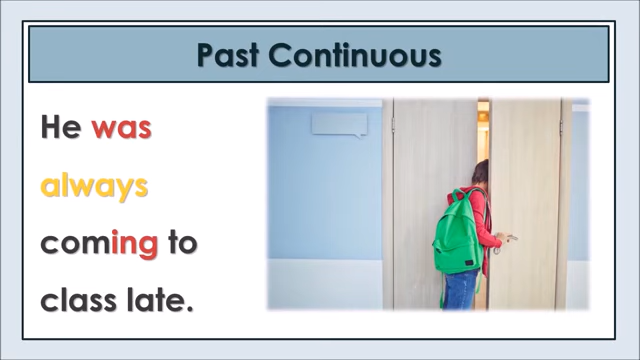 Past Continuous
He was
always
coming to
class late.